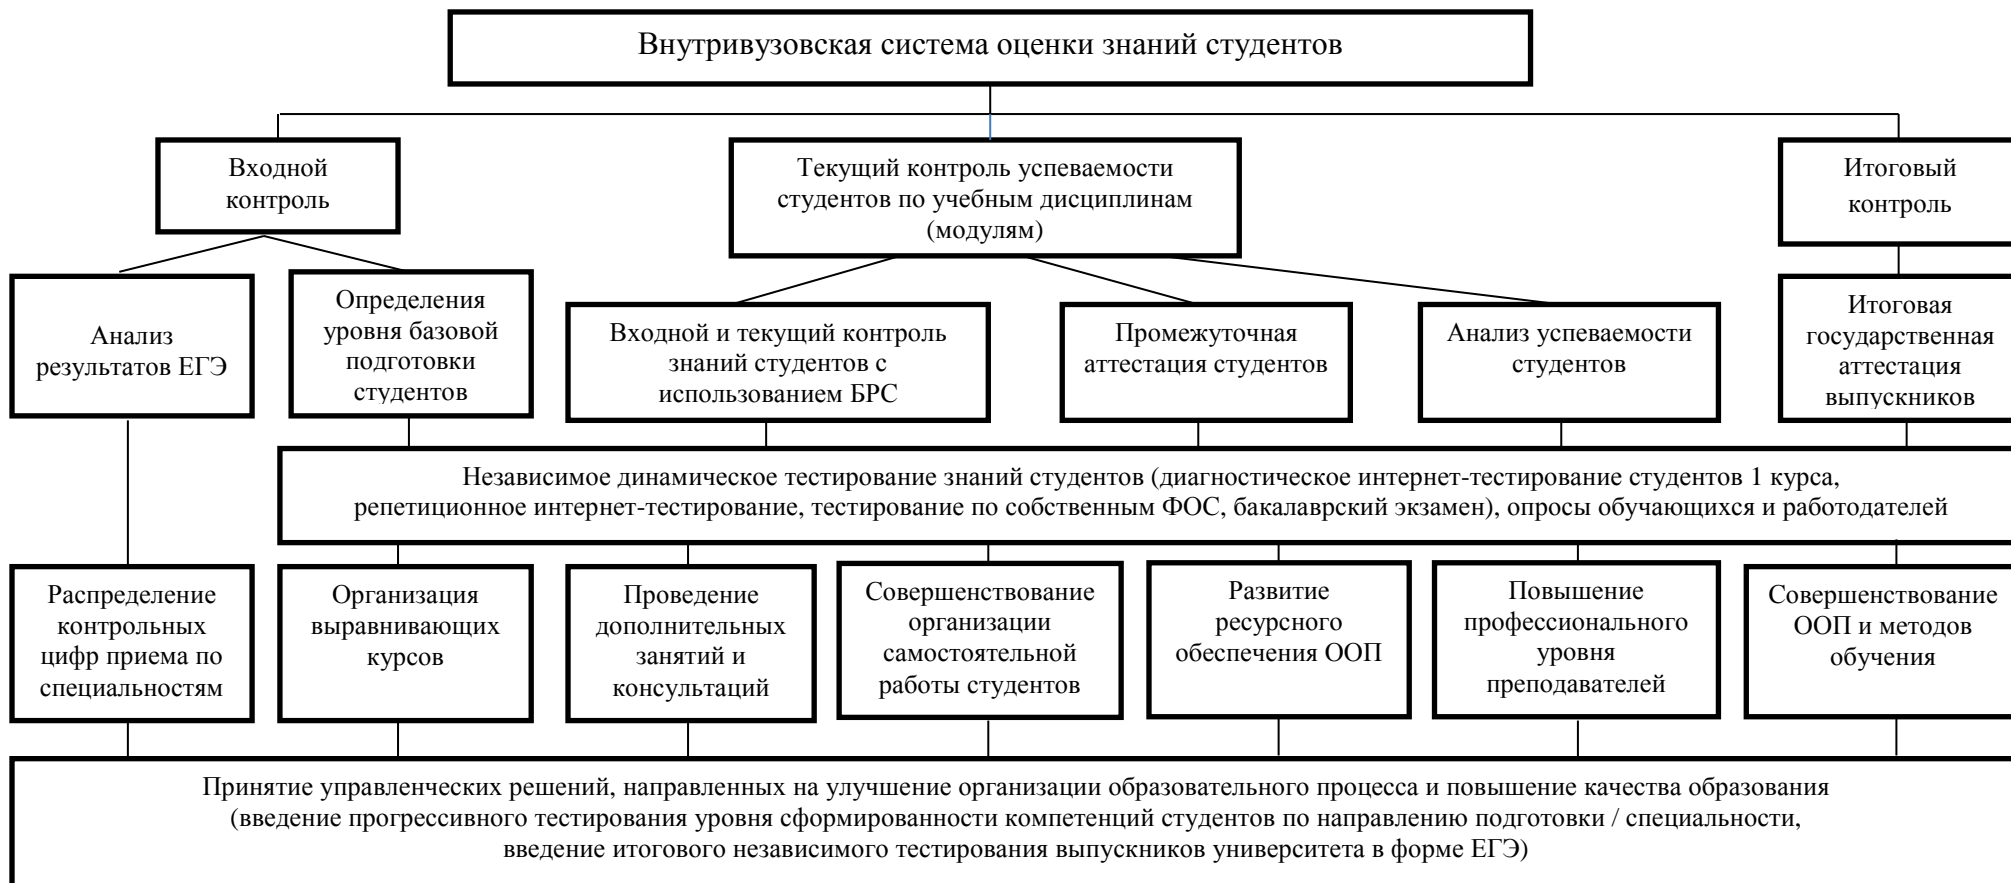 Внутривузовская система оценки знаний студентов
Входной
контроль
Текущий контроль успеваемости
студентов по учебным дисциплинам
(модулям)
Итоговый
контроль
Анализ
результатов ЕГЭ
Определения
уровня базовой
подготовки
студентов
Входной и текущий контроль
знаний студентов с
использованием БРС
Промежуточная
аттестация студентов
Анализ успеваемости
студентов
Итоговая
государственная
аттестация
выпускников
Независимое динамическое тестирование знаний студентов (диагностическое интернет-тестирование студентов 1 курса,
репетиционное интернет-тестирование, тестирование по собственным ФОС, бакалаврский экзамен), опросы обучающихся и работодателей
Распределение
контрольных
цифр приема по
специальностям
Организация
выравнивающих
курсов
Проведение
дополнительных
занятий и
консультаций
Совершенствование
организации
самостоятельной
работы студентов
Развитие
ресурсного
обеспечения ООП
Повышение
профессионального
уровня
преподавателей
Совершенствование
ООП и методов
обучения
Принятие управленческих решений, направленных на улучшение организации образовательного процесса и повышение качества образования
(введение прогрессивного тестирования уровня сформированности компетенций студентов по направлению подготовки / специальности,
введение итогового независимого тестирования выпускников университета в форме ЕГЭ)